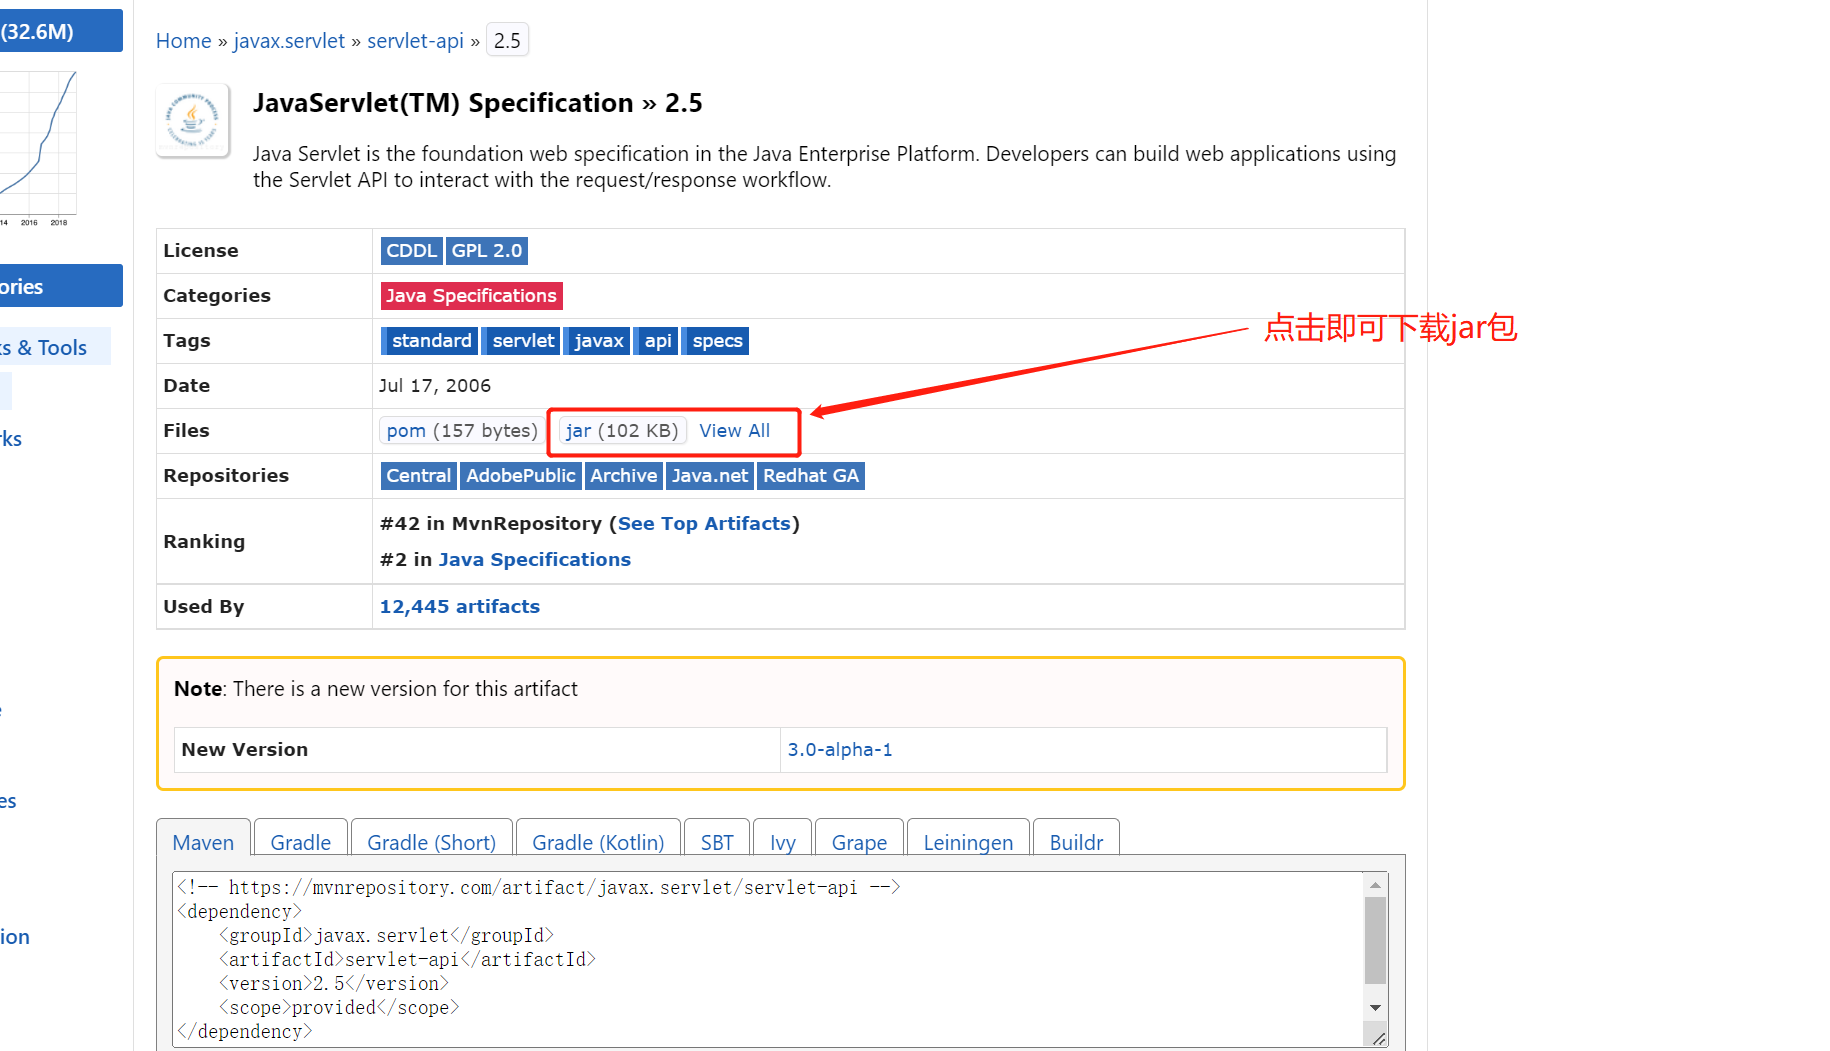 (32.6M)
14 2016 2018
ories
ks & Tools
rks
es
ion
Home » javax.servlet » servlet-api » 2.5
JavaServlet(TM) Specification » 2.5
Java Servlet is the foundation web specification in the Java Enterprise Platform. Developers can build web applications using
the Servlet API to interact with the request/response workflow.
License CDDL GPL 2.0
Categories Java Specifications
Tags standard servlet javax api specs
点击即可下载jar包
Date Jul 17, 2006
Files pom (157 bytes) jar (102 KB) View All
Repositories Central AdobePublic Archive Java.net Redhat GA
Ranking
#42 in MvnRepository (See Top Artifacts)
#2 in Java Specifications
Used By 12,445 artifacts
Note: There is a new version for this artifact
New Version 3.0-alpha-1
Maven Gradle Gradle (Short) Gradle (Kotlin) SBT Ivy Grape Leiningen Buildr
<!-- https://mvnrepository.com/artifact/javax.servlet/servlet-api -->
<dependency>
<groupId>javax.servlet</groupId>
<artifactId>servlet-api</artifactId>
<version>2.5</version>
<scope>provided</scope>
</dependency>